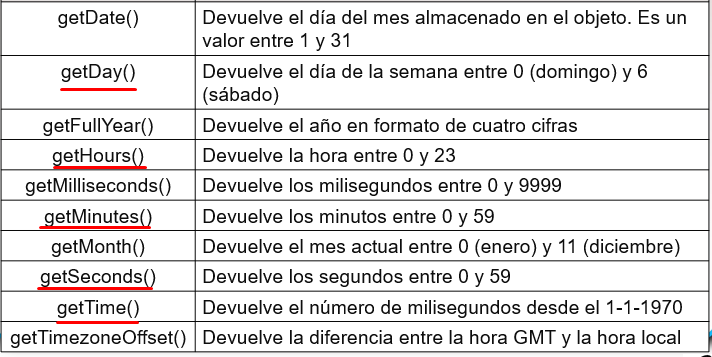 getDate() Devuelve el día del mes almacenado en el objeto. Es un
valor entre 1 y 31
getDay() Devuelve el día de la semana entre 0 (domingo) y 6
(sábado)
getFullYear() Devuelve el año en formato de cuatro cifras
getHours() Devuelve la hora entre 0 y 23
getMilliseconds() Devuelve los milisegundos entre 0 y 9999
getMinutes() Devuelve los minutos entre 0 y 59
getMonth() Devuelve el mes actual entre 0 (enero) y 11 (diciembre)
getSeconds() Devuelve los segundos entre 0 y 59
getTime() Devuelve el número de milisegundos desde el 1-1-1970
getTimezoneOffset() Devuelve la diferencia entre la hora GMT y la hora local